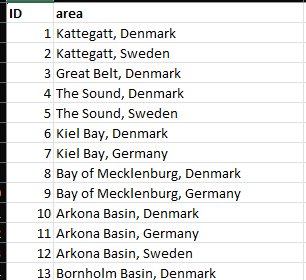 ID area
1 Kattegatt, Denmark
2 Kattegatt, Sweden
3 Great Belt, Denmark
4 The Sound, Denmark
5 The Sound, Sweden
6 Kiel Bay, Denmark
7 Kiel Bay, Germany
8 Bay of Mecklenburg, Denmark
9 Bay of Mecklenburg, Germany
10 Arkona Basin, Denmark
11 Arkona Basin, Germany
12 Arkona Basin, Sweden
13 Bornholm Basin, Denmark